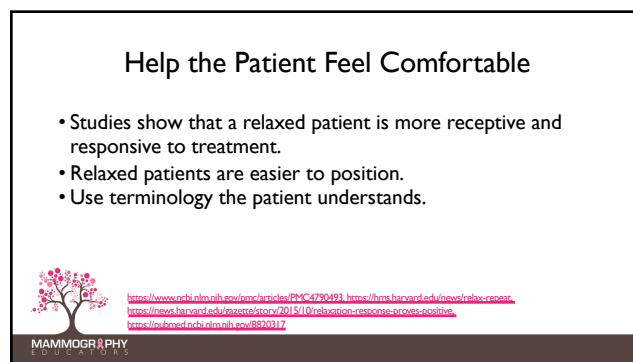 Help the Patient Feel Comfortable
• Studies show that a relaxed patient is more receptive and
responsive to treatment.
• Relaxed patients are easier to position.
• Use terminology the patient understands.
https://www.ncbi.nlm.nih.gov/pmc/articles/PMC4790493, https://hms.harvard.edu/news/relax-repeat,
https://news.harvard.edu/gazette/story/2015/10/relaxation-response-proves-positive,
https://pubmed.ncbi.nlm.nih.gov/8820317
MAMMOGRAPHY
EDUCATORS